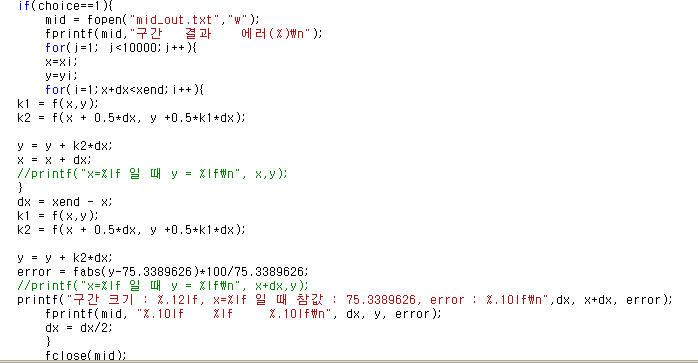 if(choice==1){
mid = fopen("mid_out.txt","w");
fprintf(mid,"구간 결과 에러(%)₩n");
for(j=1; j<10000;j++){
x=xi;
y=yi;
for(i=1;x+dx<xend;i++){
k1 = f(x,y);
k2 = f(x + 0.5*dx, y +0.5*k1*dx);
y = y + k2*dx;
x = x + dx;
//printf("x=%lf 일 때 y = %lf₩n", x,y);
}
dx = xend - x;
k1 = f(x,y);
k2 = f(x + 0.5*dx, y +0.5*k1*dx);
y = y + k2*dx;
error = fabs(y-75.3389626)*100/75.3389626;
//printf("x=%lf 일 때 y = %lf₩n", x+dx,y);
printf("구간 크기 : %.12lf, x=%lf 일 때 참값 : 75.3389626, error : %.10lf₩n",dx, x+dx, error);
fprintf(mid, "%.10lf %lf %.10lf₩n", dx, y, error);
dx = dx/2;
}
fclose(mid);